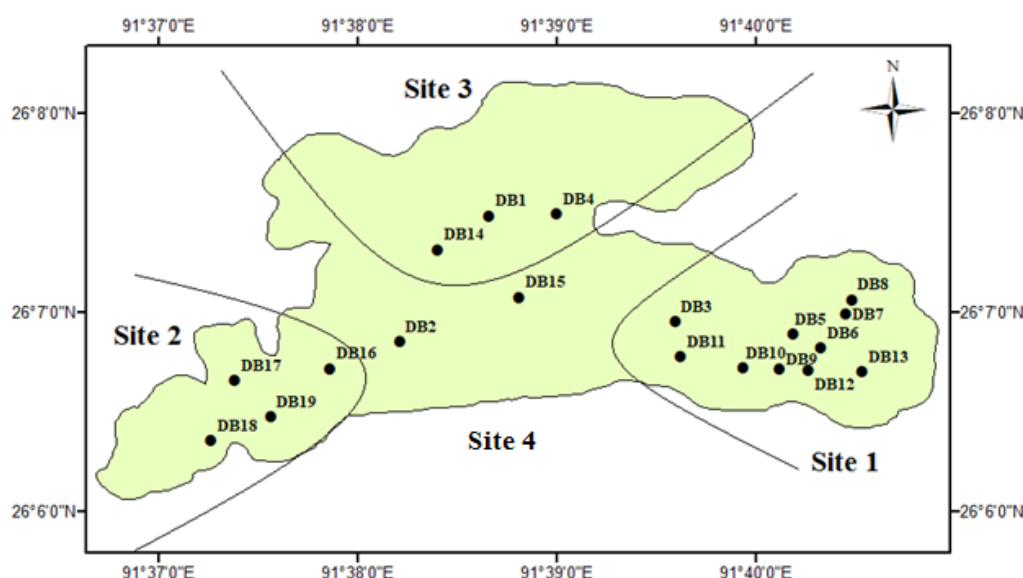 91°37'0"E 91°38'0"E 91°39'0"E 91°40'0"E
N
Site 3
26°8'0"N 26°8'0"N
DB1 DB4
DB14
DB15
DB8
DB3 DB7
26°7'0"N 26°7'0"N
DB5
Site 2 DB2 DB6
DB11
DB16 DB10 DB9 DB13
DB17
DB12
DB19
DB18
Site 4
Site 1
26°6'0"N 26°6'0"N
91°37'0"E 91°38'0"E 91°39'0"E 91°40'0"E